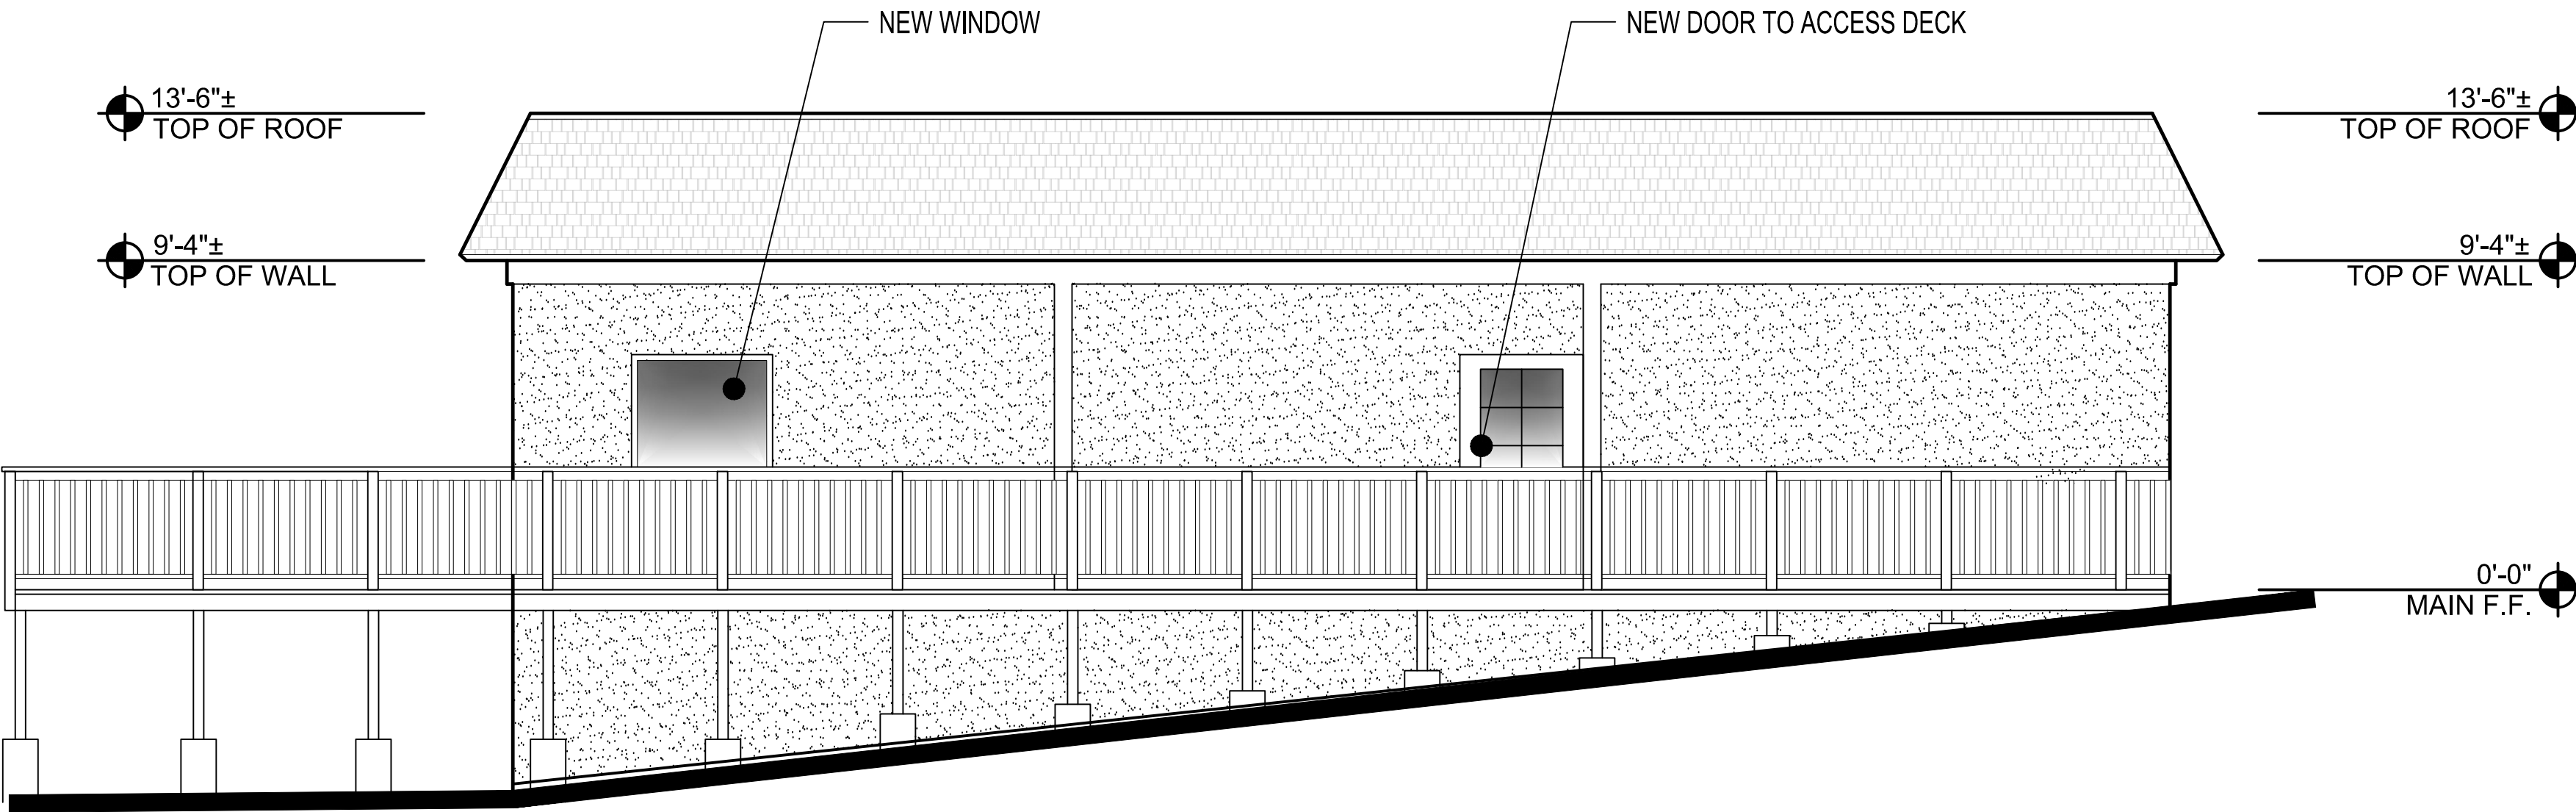 NEW WINDOW
NEW DOOR TO ACCESS DECK
13'-6"±
TOP OF ROOF
13'-6"±
TOP OF ROOF
9'-4"±
TOP OF WALL
9'-4"±
TOP OF WALL
0'-0"
MAIN F.F.